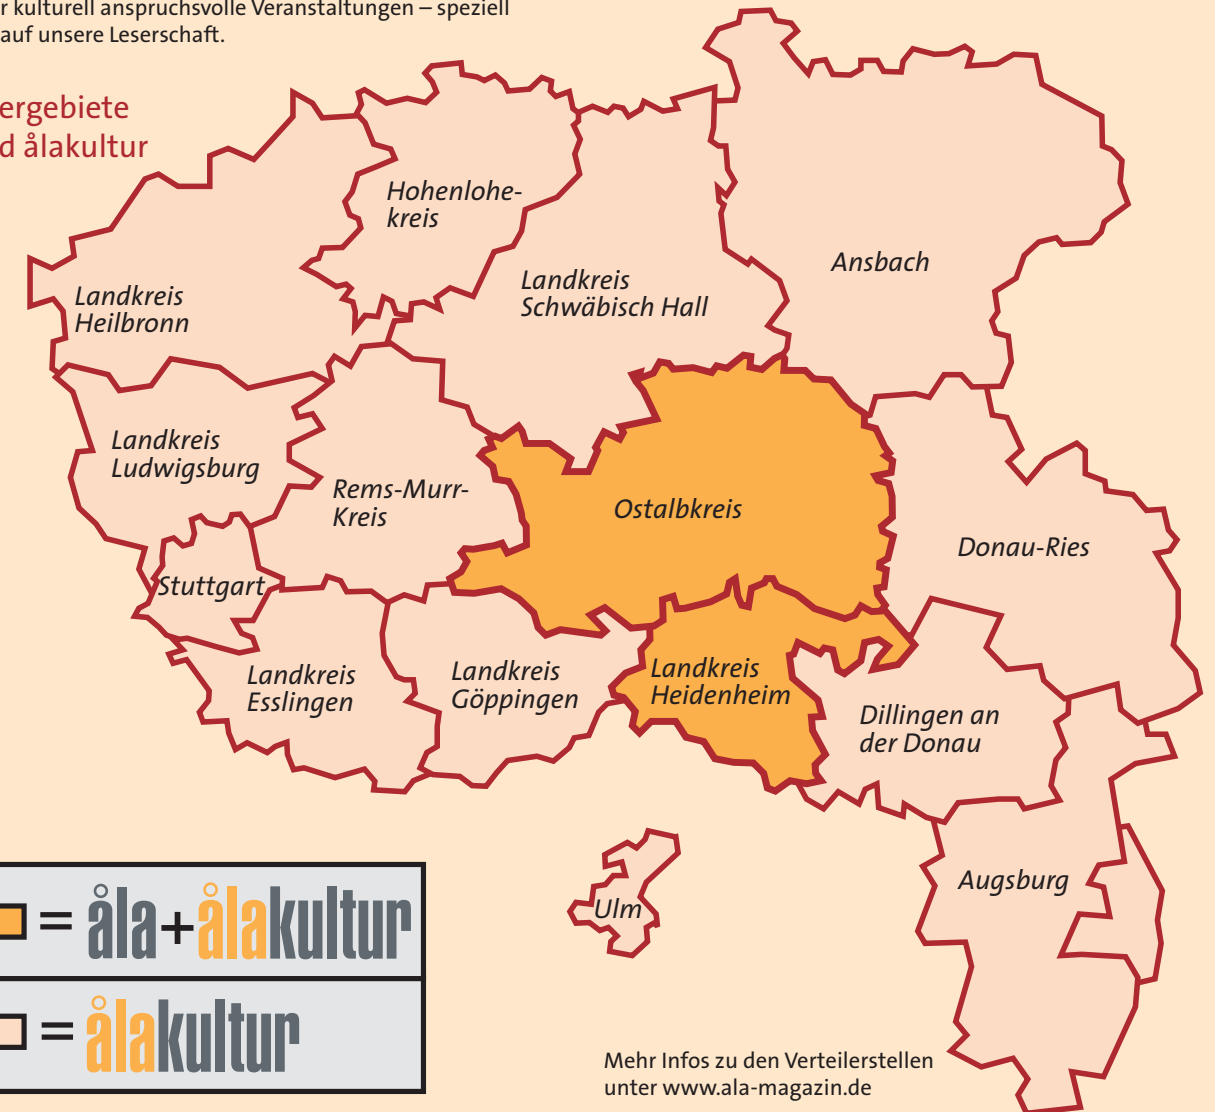 r kulturell anspruchsvolle Veranstaltungen – speziell
auf unsere Leserschaft.
ergebiete
d ålakultur
Hohenlohe-
kreis
Landkreis
Schwäbisch Hall
Ansbach
Landkreis
Heilbronn
Landkreis
Ludwigsburg
Rems-Murr-
Kreis
Ostalbkreis
Donau-Ries
Stuttgart
Landkreis
Esslingen
Landkreis
Göppingen
Landkreis
Heidenheim
Dillingen an
der Donau
Augsburg
Ulm
= åla+ålakultur
= ålakultur
Mehr Infos zu den Verteilerstellen
unter www.ala-magazin.de